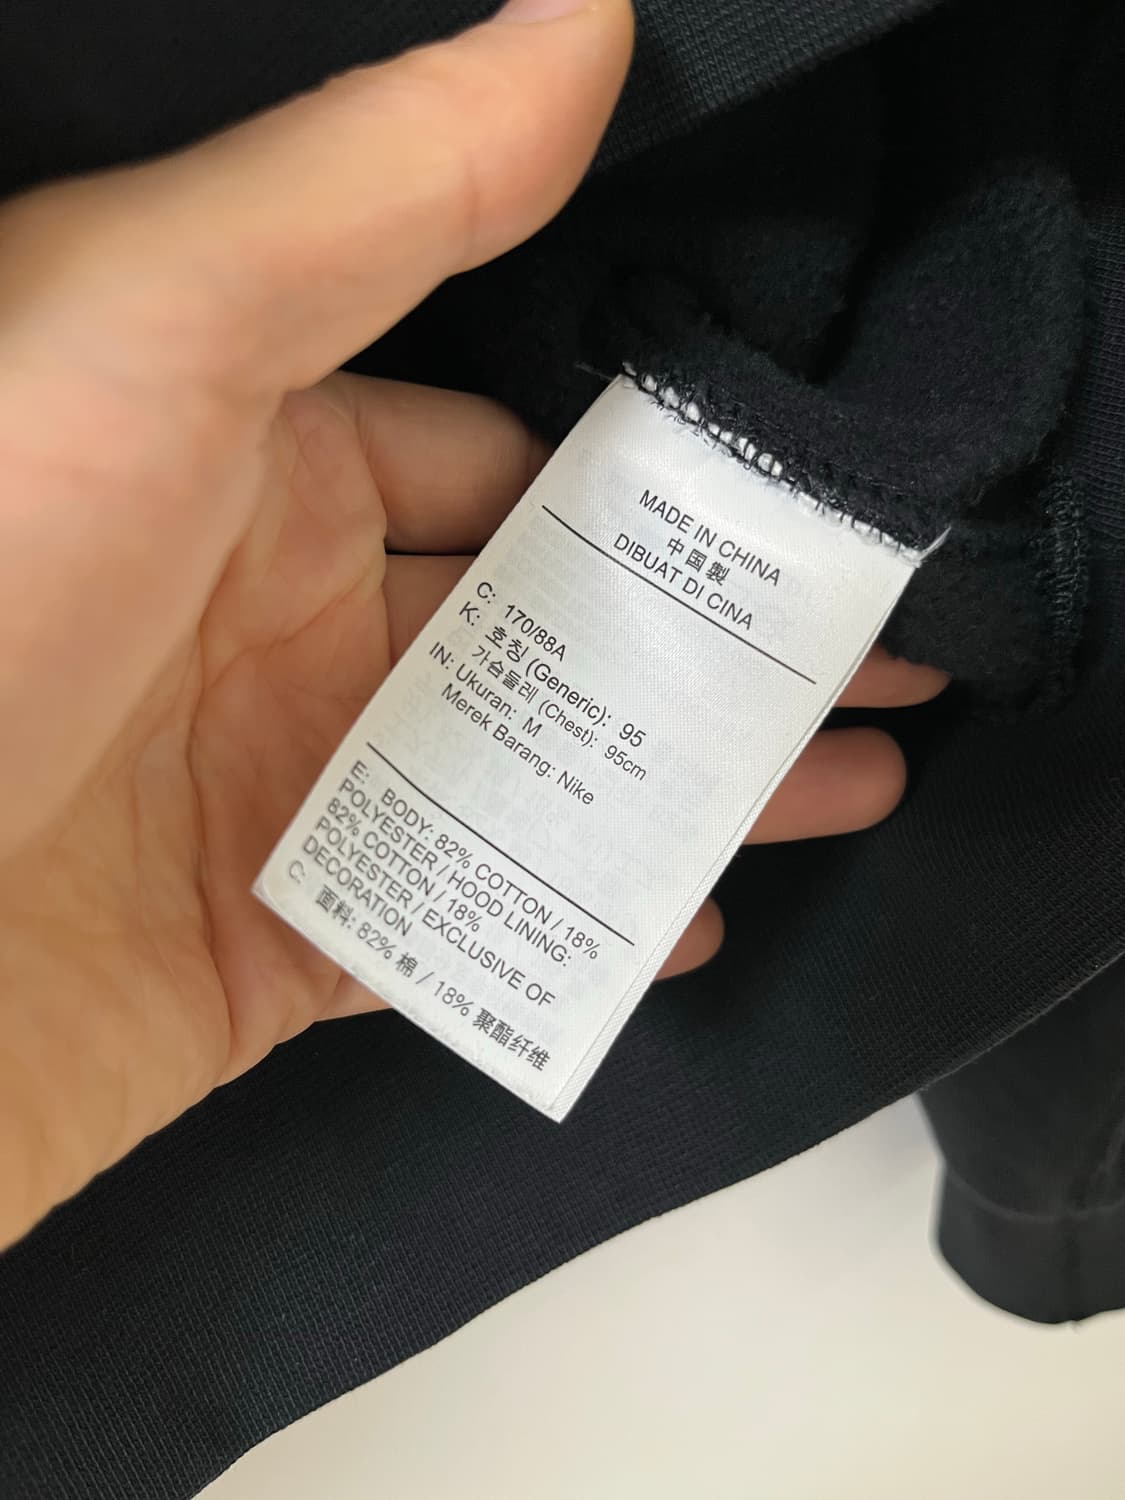 MADE IN CHINA
中国製
DIBUAT DI CINA
C: 170/88A
K: 호칭 (Generic): 95
가슴둘레 (Chest): 95cm
IN: Ukuran: M
Merek Barang: Nike
E: BODY: 82% COTTON / 18%
POLYESTER / HOOD LINING:
82% COTTON / 18%
POLYESTER / EXCLUSIVE OF
DECORATION
C: 面料: 82% 棉 / 18% 聚酯纤维